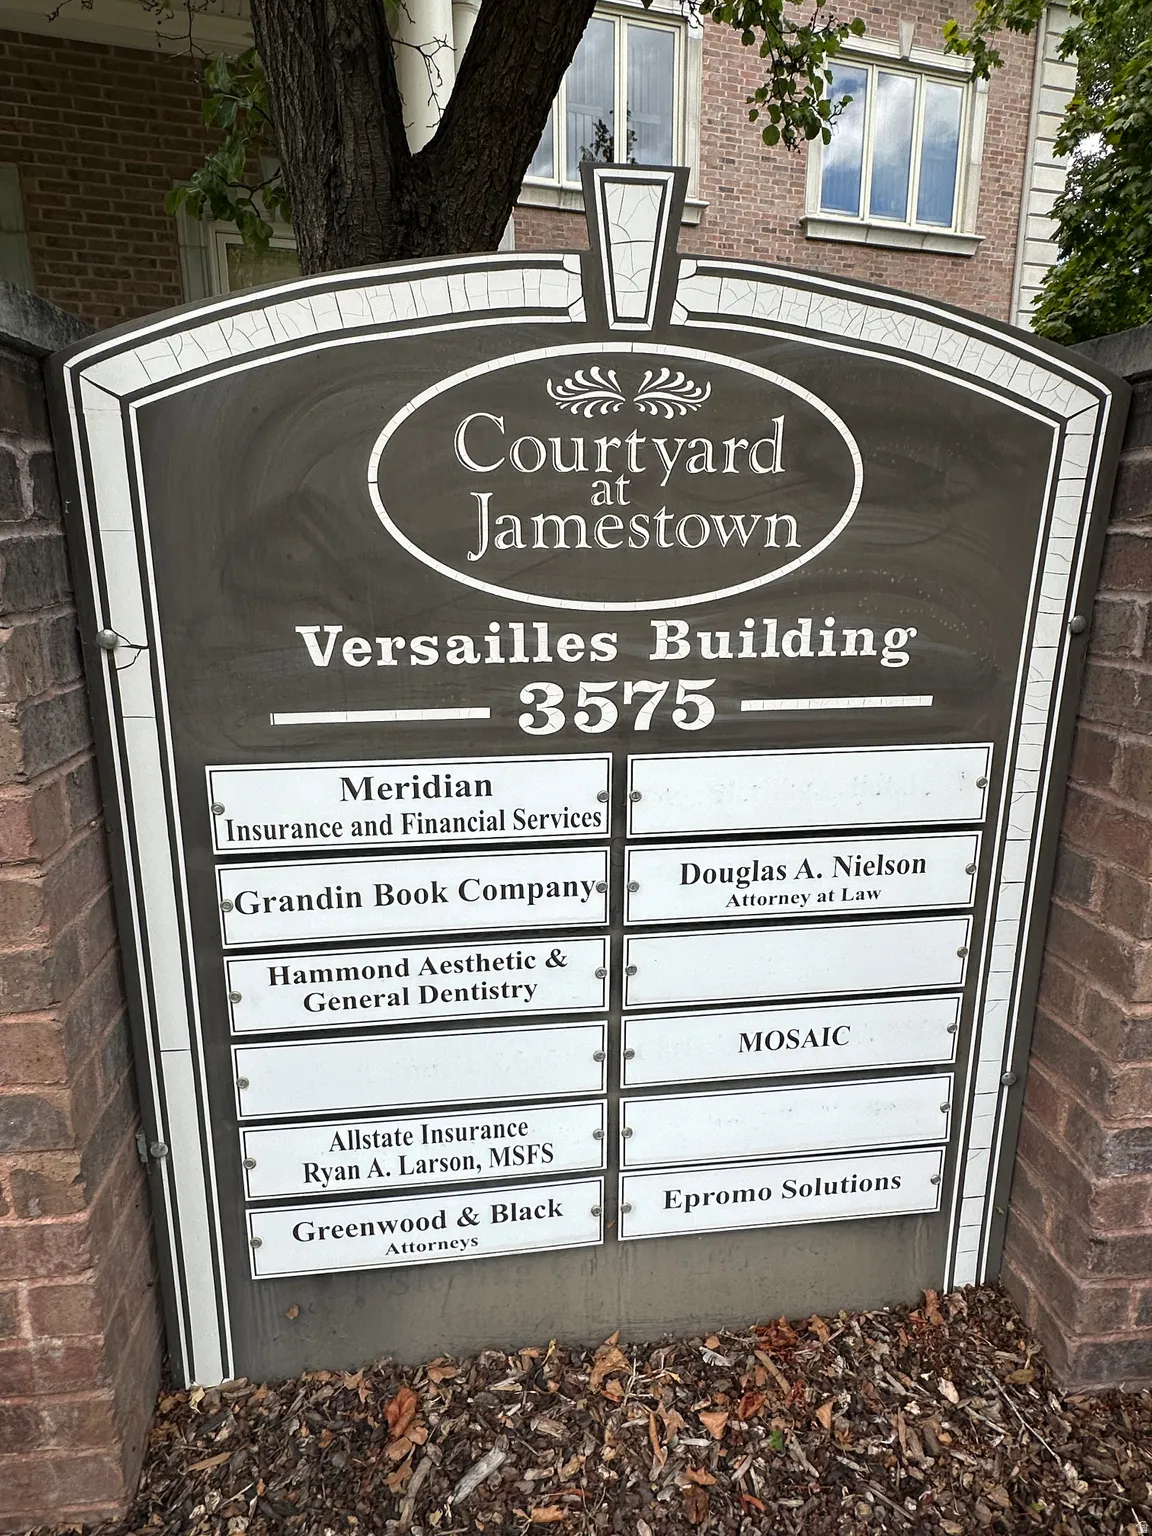 Courtyard
at
Jamestown
Versailles Building
3575
Meridian
Insurance and Financial Services
Grandin Book Company
Hammond Aesthetic &
General Dentistry
Allstate Insurance
Ryan A. Larson, MSFS
Greenwood & Black
Attorneys
Douglas A. Nielson
Attorney at Law
MOSAIC
Epromo Solutions